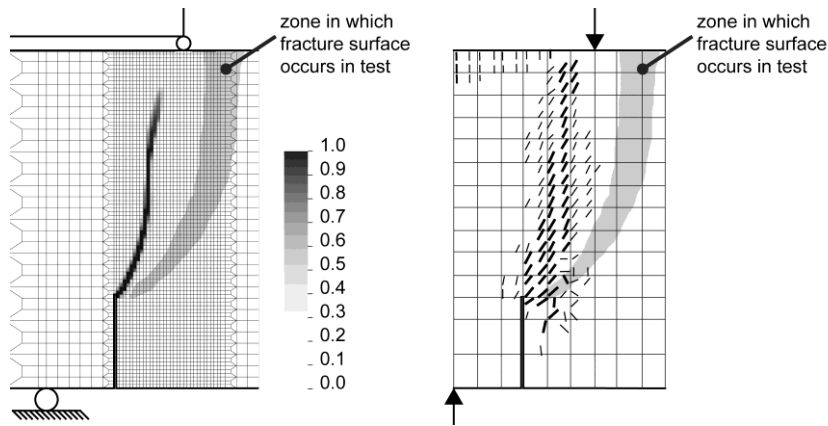 zone in which
fracture surface
occurs in test
1.0
0.9
0.8
0.7
0.6
0.5
0.4
0.3
0.2
0.1
0.0
zone in which
fracture surface
occurs in test